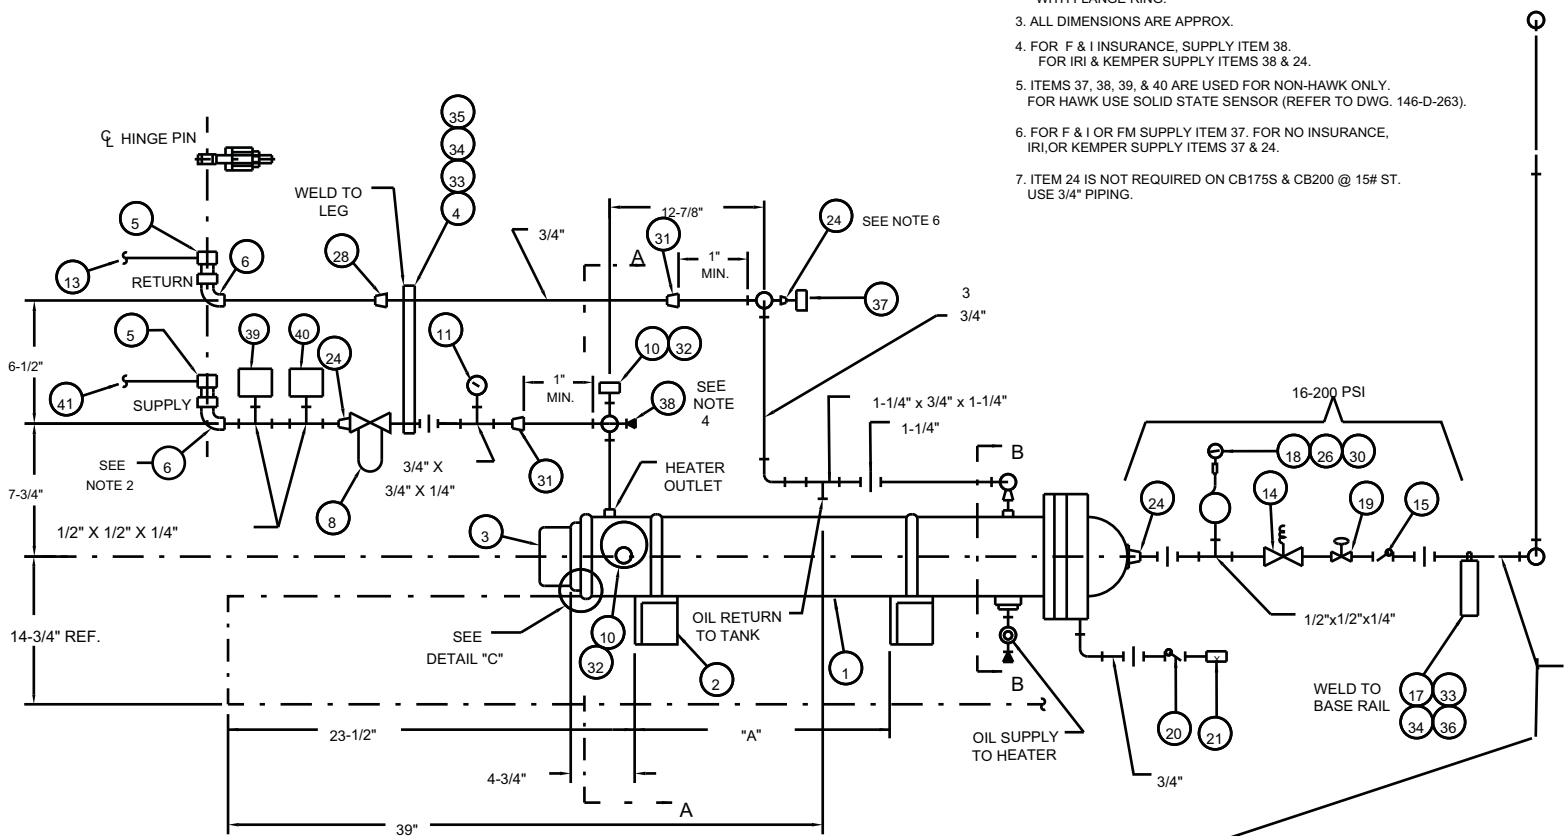 WITH FLANGE RING.
3. ALL DIMENSIONS ARE APPROX.
4. FOR F & I INSURANCE, SUPPLY ITEM 38.
FOR IRI & KEMPER SUPPLY ITEMS 38 & 24.
5. ITEMS 37, 38, 39, & 40 ARE USED FOR NON-HAWK ONLY.
FOR HAWK USE SOLID STATE SENSOR (REFER TO DWG. 146-D-263).
6. FOR F & I OR FM SUPPLY ITEM 37. FOR NO INSURANCE,
IRI,OR KEMPER SUPPLY ITEMS 37 & 24.
7. ITEM 24 IS NOT REQUIRED ON CB175S & CB200 @ 15# ST.
USE 3/4" PIPING.
℄ HINGE PIN
35
34
33
4
WELD TO
LEG
12-7/8"
24
SEE NOTE 6
5
13
6
RETURN
28
3/4"
A
31
1"
MIN.
37
3
3/4"
6-1/2"
5
41
SUPPLY
39
40
24
11
1"
MIN.
10
32
38
SEE
NOTE
4
1-1/4" x 3/4" x 1-1/4"
1-1/4"
16-200 PSI
SEE
NOTE 2
6
7-3/4"
1/2" X 1/2" X 1/4"
8
3/4" X
3/4" X 1/4"
31
HEATER
OUTLET
B
18
26
30
24
14
19
15
3
14-3/4" REF.
SEE
DETAIL "C"
10
32
2
OIL RETURN
TO TANK
1
B
1/2"x1/2"x1/4"
X
WELD TO
BASE RAIL
17
33
34
36
20
21
23-1/2"
"A"
OIL SUPPLY
TO HEATER
3/4"
4-3/4"
A
39"